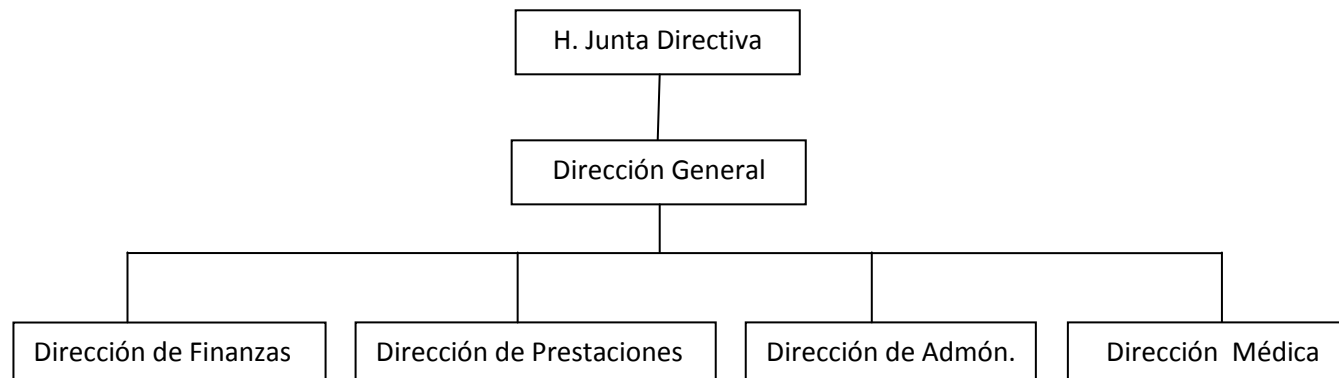 H. Junta Directiva
Dirección General
Dirección de Finanzas
Dirección de Prestaciones
Dirección de Admón.
Dirección  Médica